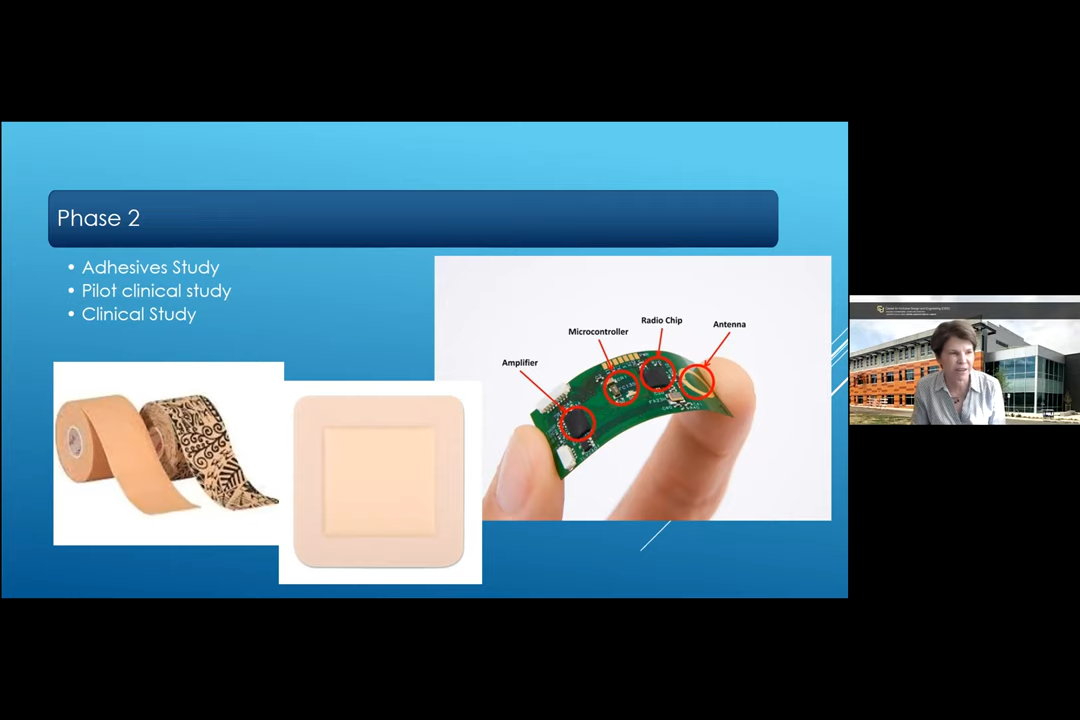 Phase 2
• Adhesives Study
• Pilot clinical study
• Clinical Study
Radio Chip
Microcontroller
Antenna
Amplifier